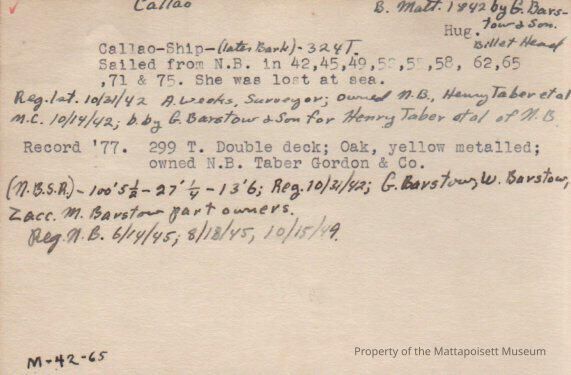 Callao
B. Matt. 1842 by G. Bars-
tow & Son.
Hug. Billet Head
Callao-Ship-(later Bark)-324T.
Sailed from N.B. in 42,45,49,52,55,58, 62,65
,71 & 75. She was lost at sea.
Reg. 1st. 10/21/42 A. Weeks, Surveyor; owned N.B., Henry Taber et al
M.C. 10/14/42; b. by G. Barstow & Son for Henry Taber et al of N.B.
Record '77. 299 T. Double deck; Oak, yellow metalled;
owned N.B. Taber Gordon & Co.
(N.B.S.R.)-100'5½-27'¼-13'6; Reg. 10/21/42; G. Barstow, W. Barstow,
Zacc. M. Barstow part owners.
Reg. N.B. 6/14/45; 8/18/45, 10/15/49.
M-42-65
Property of the Mattapoisett Museum